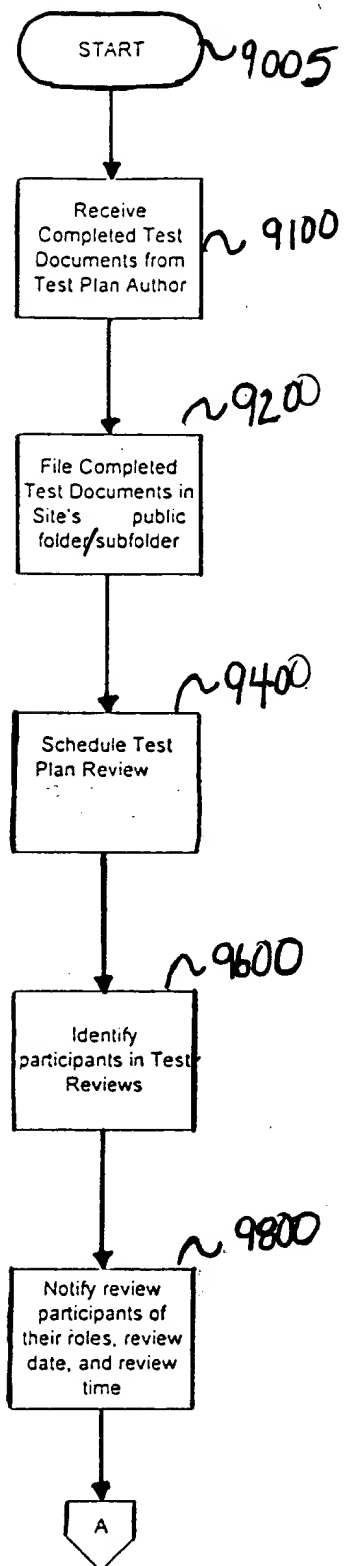 START
~9005
Receive
Completed Test
Documents from
Test Plan Author
~ 9100
~9200
File Completed
Test Documents in
Site's public
folder/subfolder
~9400
Schedule Test
Plan Review
~9600
Identify
participants in Test
Reviews
~ 9800
Notify review
participants of
their roles, review
date, and review
time
A